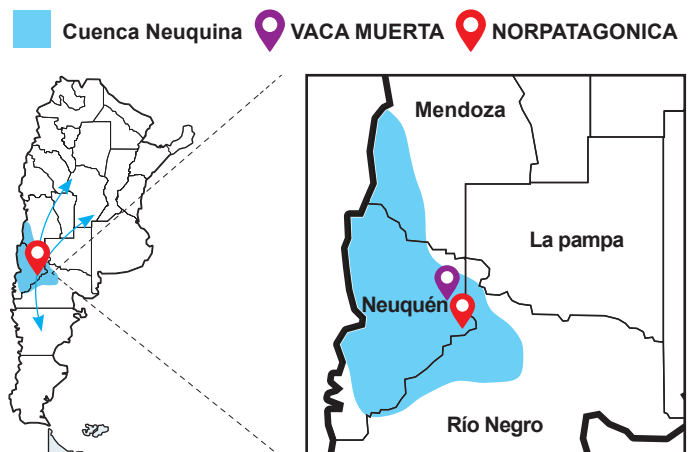 Cuenca Neuquina VACA MUERTA NORPATAGONICA
Mendoza
La pampa
Neuquén
Río Negro